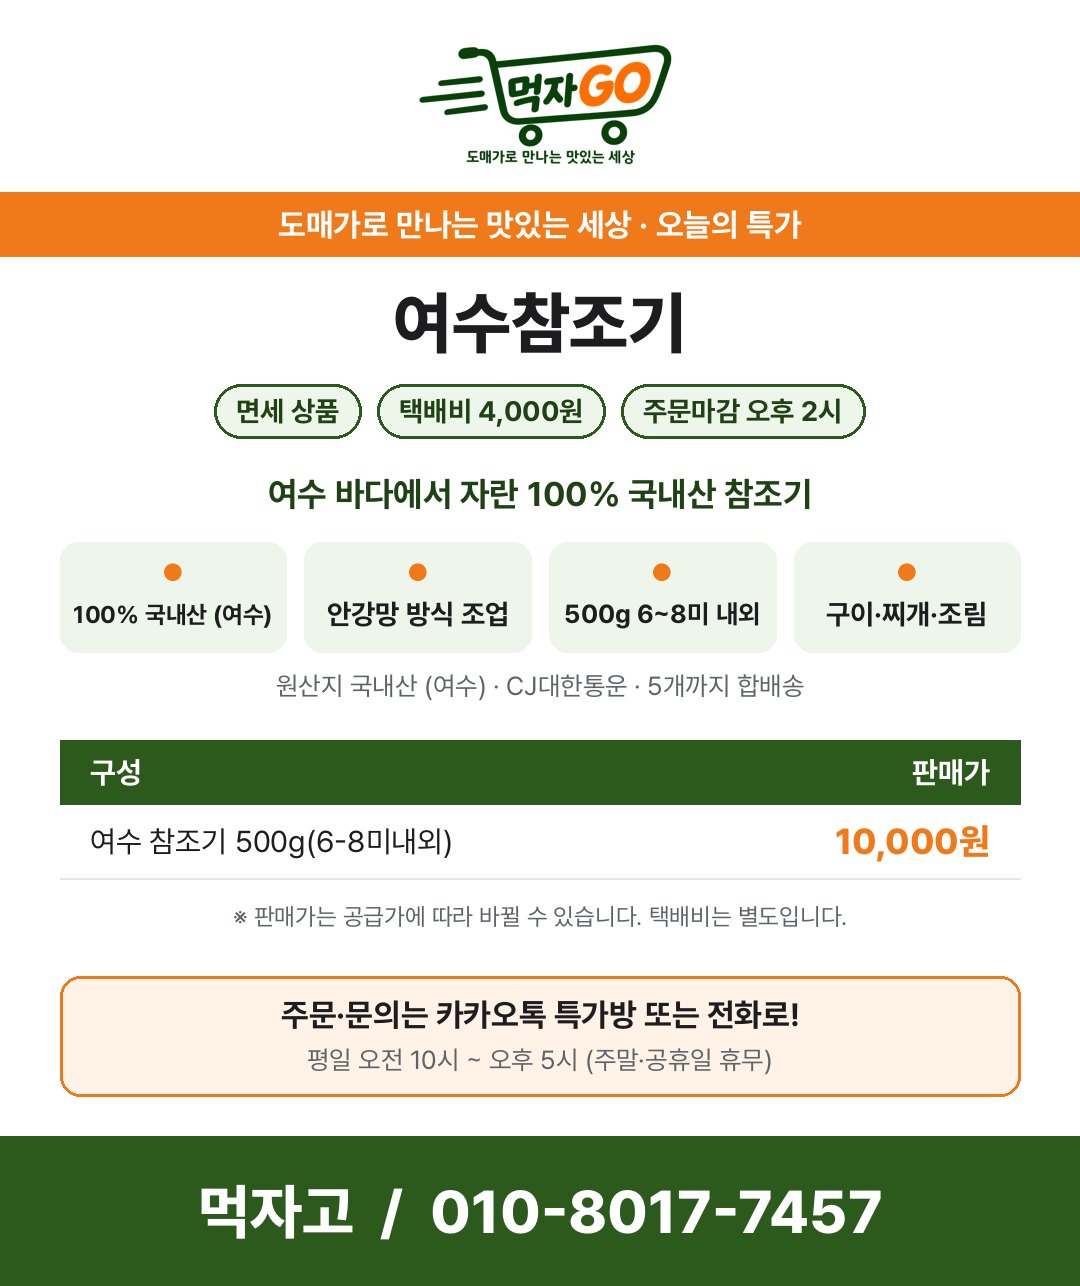 먹자GO
도매가로 만나는 맛있는 세상
도매가로 만나는 맛있는 세상 · 오늘의 특가
여수참조기
면세 상품 택배비 4,000원 주문마감 오후 2시
여수 바다에서 자란 100% 국내산 참조기
100% 국내산 (여수) 안강망 방식 조업 500g 6~8미 내외 구이·찌개·조림
원산지 국내산 (여수) · CJ대한통운 · 5개까지 합배송
구성 판매가
여수 참조기 500g(6-8미내외) 10,000원
※ 판매가는 공급가에 따라 바뀔 수 있습니다. 택배비는 별도입니다.
주문·문의는 카카오톡 특가방 또는 전화로!
평일 오전 10시 ~ 오후 5시 (주말·공휴일 휴무)
먹자고 / 010-8017-7457